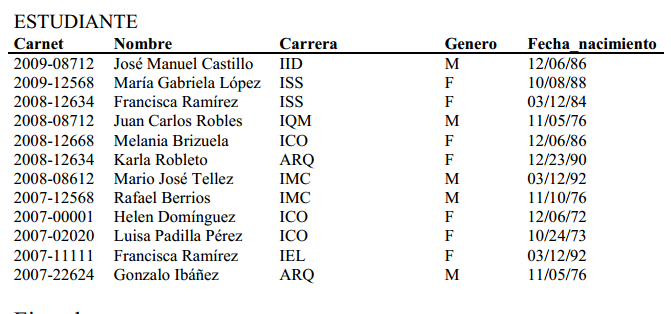 ESTUDIANTE
Carnet Nombre Carrera Genero Fecha_nacimiento
2009-08712 José Manuel Castillo IID M 12/06/86
2009-12568 María Gabriela López ISS F 10/08/88
2008-12634 Francisca Ramírez ISS F 03/12/84
2008-08712 Juan Carlos Robles IQM M 11/05/76
2008-12668 Melania Brizuela ICO F 12/06/86
2008-12634 Karla Robleto ARQ F 12/23/90
2008-08612 Mario José Tellez IMC M 03/12/92
2007-12568 Rafael Berrios IMC M 11/10/76
2007-00001 Helen Domínguez ICO F 12/06/72
2007-02020 Luisa Padilla Pérez ICO F 10/24/73
2007-11111 Francisca Ramírez IEL F 03/12/92
2007-22624 Gonzalo Ibáñez ARQ M 11/05/76